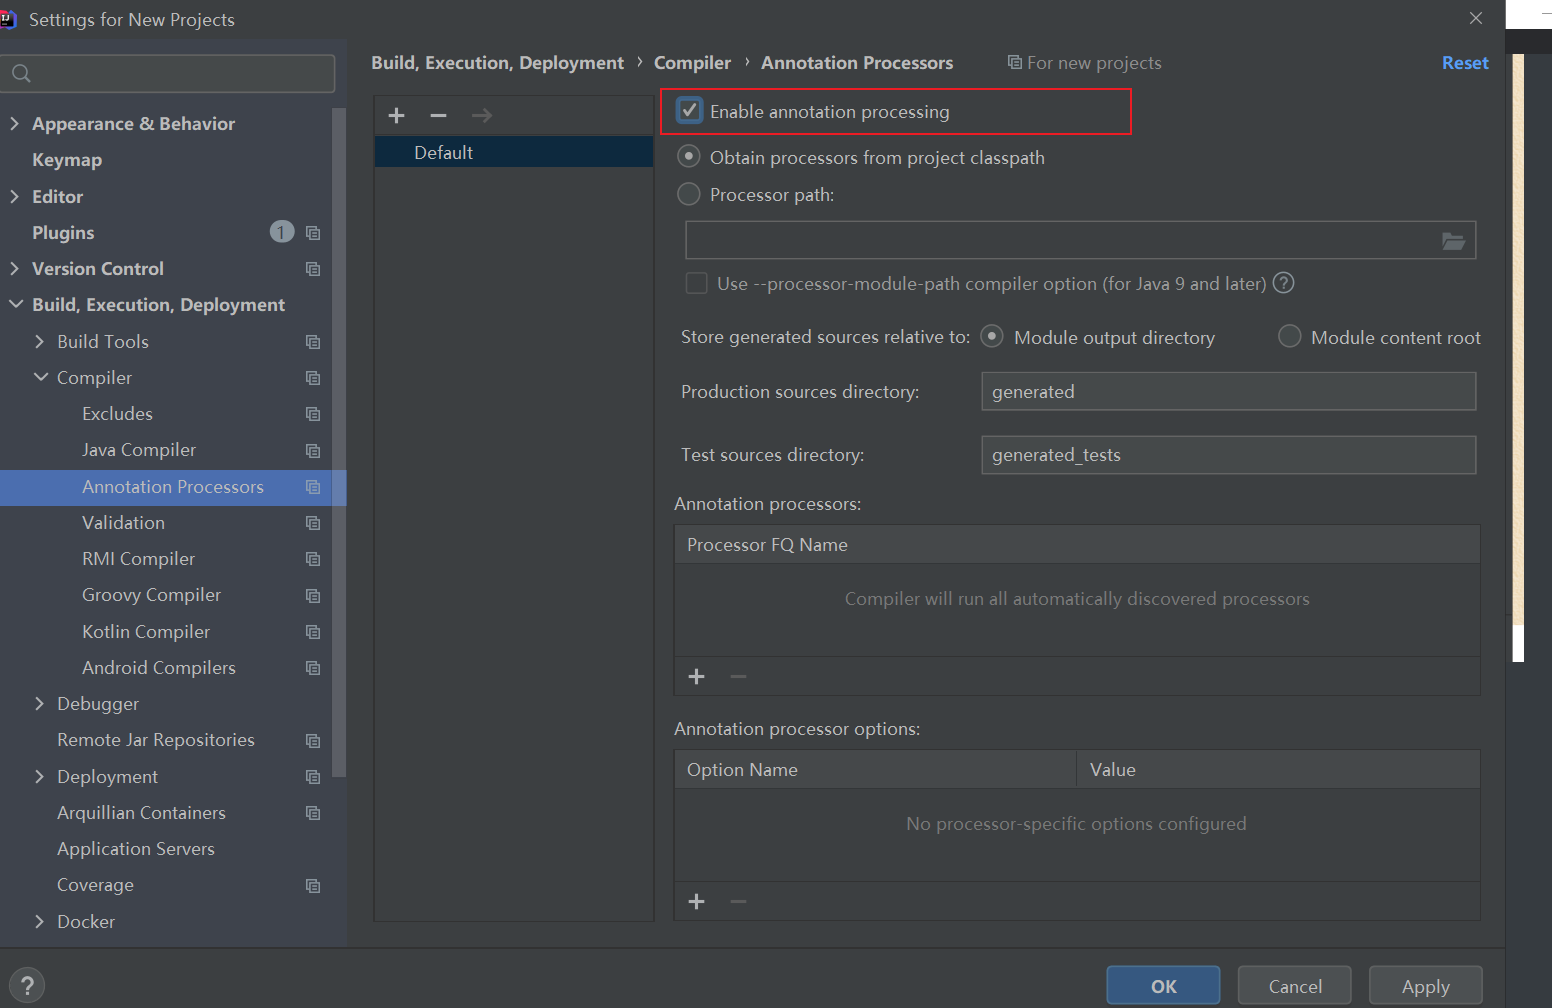 Settings for New Projects
Appearance & Behavior
Keymap
Editor
Plugins 1
Version Control
Build, Execution, Deployment
Build Tools
Compiler
Excludes
Java Compiler
Annotation Processors
Validation
RMI Compiler
Groovy Compiler
Kotlin Compiler
Android Compilers
Debugger
Remote Jar Repositories
Deployment
Arquillian Containers
Application Servers
Coverage
Docker
Build, Execution, Deployment › Compiler › Annotation Processors For new projects Reset
Default
Enable annotation processing
Obtain processors from project classpath
Processor path:
Use --processor-module-path compiler option (for Java 9 and later) ?
Store generated sources relative to: Module output directory Module content root
Production sources directory: generated
Test sources directory: generated_tests
Annotation processors:
Processor FQ Name
Compiler will run all automatically discovered processors
Annotation processor options:
Option Name Value
No processor-specific options configured
? OK Cancel Apply